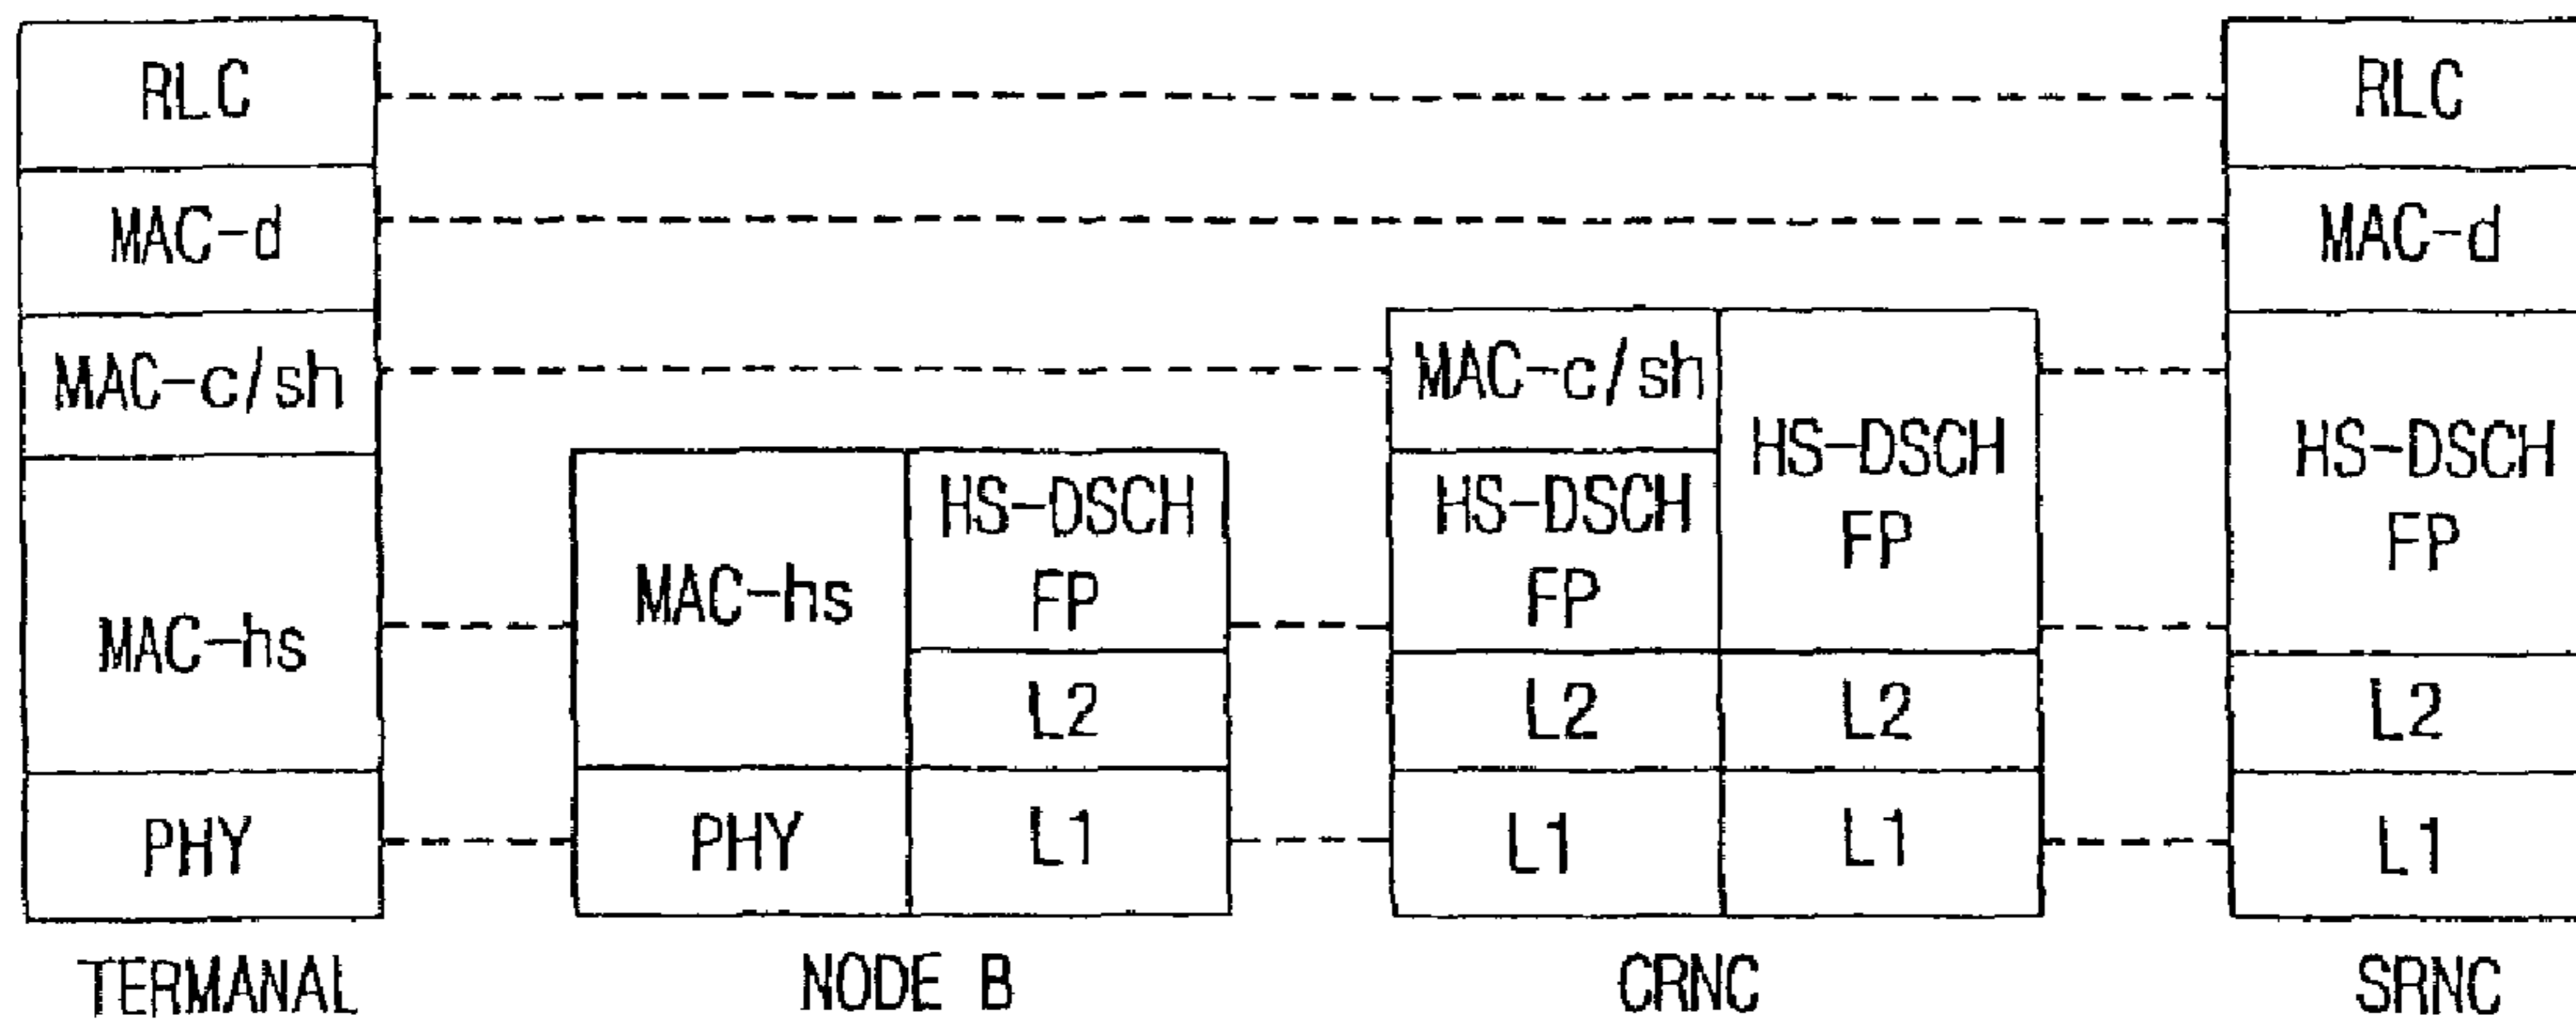 RLC
MAC-d
MAC-c/sh
MAC-hs
PHY
TERMANAL
MAC-hs
PHY
HS-DSCH
FP
L2
L1
NODE B
MAC-c/sh
HS-DSCH
FP
L2
L1
HS-DSCH
FP
L2
L1
CRNC
RLC
MAC-d
HS-DSCH
FP
L2
L1
SRNC